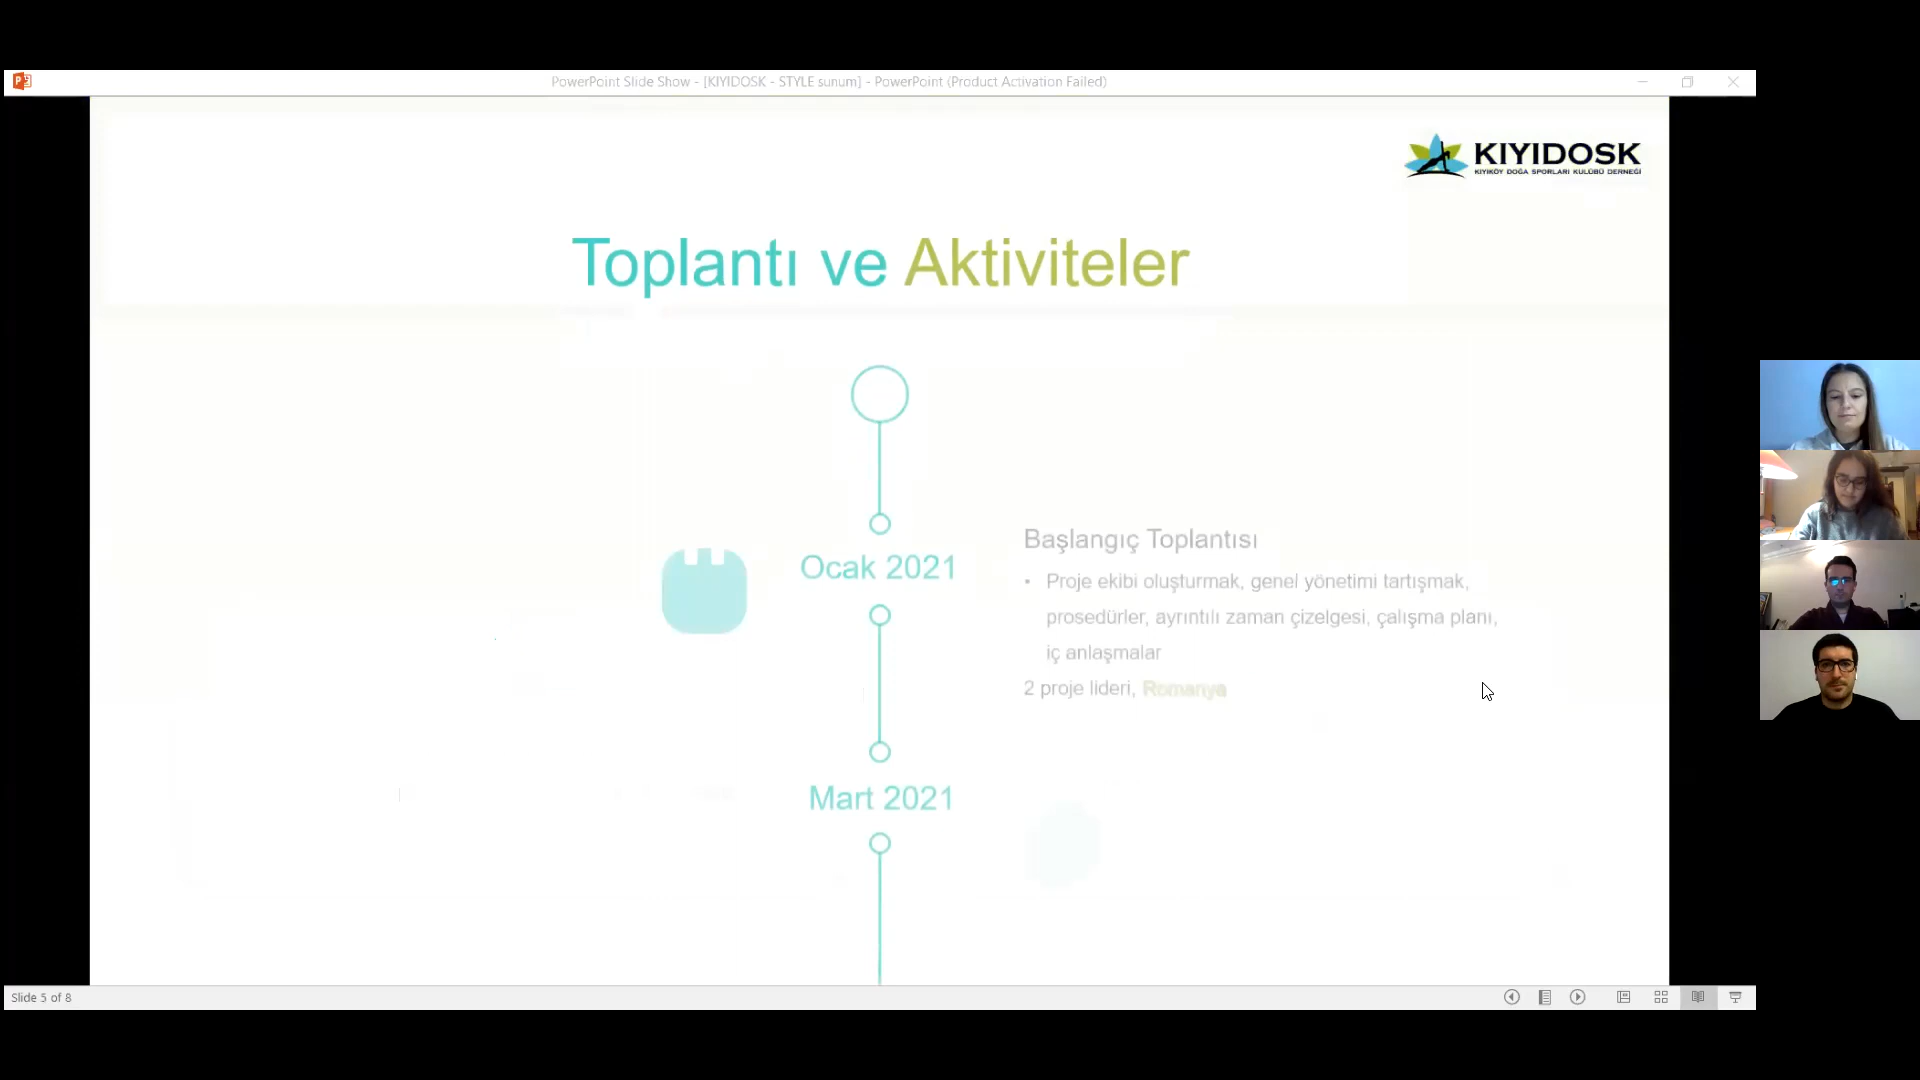 PowerPoint Slide Show - [KIYIDOSK - STYLE sunum] - PowerPoint (Product Activation Failed)
KIYIDOSK
KIYIKÖY DOĞA SPORLARI KULÜBÜ DERNEĞİ
Toplantı ve Aktiviteler
Ocak 2021
Başlangıç Toplantısı
• Proje ekibi oluşturmak, genel yönetimi tartışmak,
prosedürler, ayrıntılı zaman çizelgesi, çalışma planı,
iç anlaşmalar
2 proje lideri, Romanya
Mart 2021
Slide 5 of 8